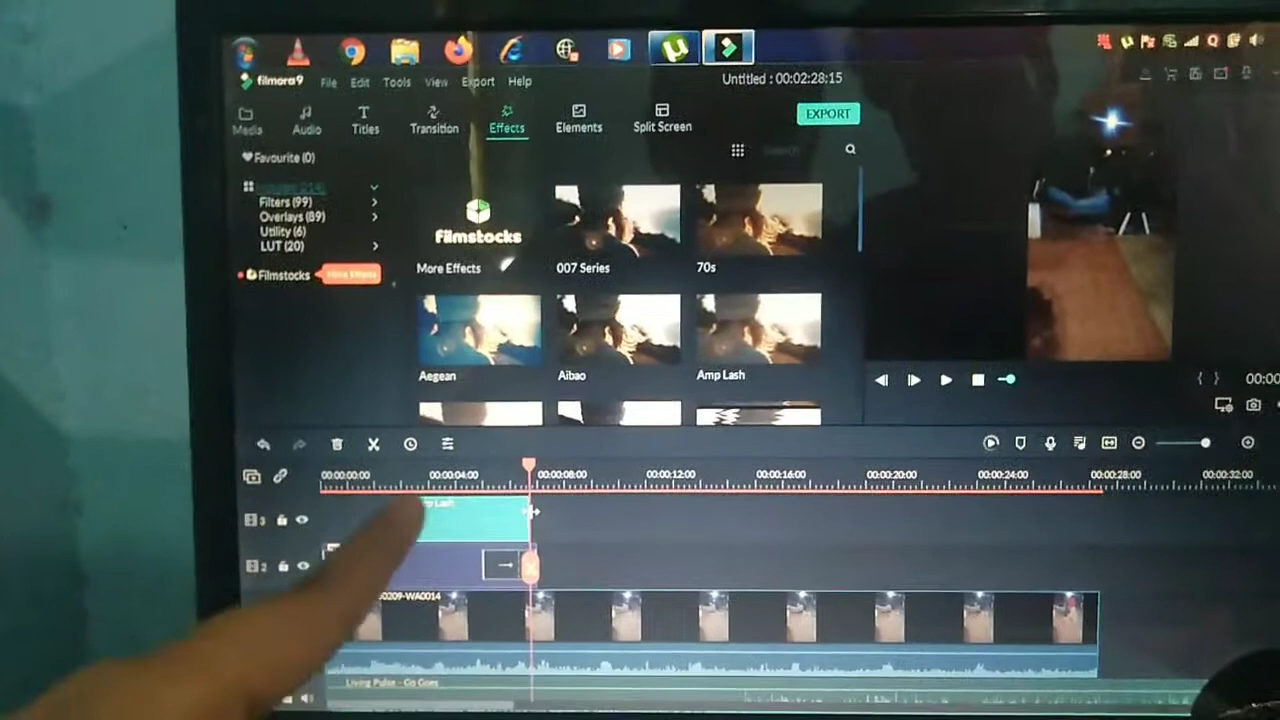 filmora9 File Edit Tools View Export Help Untitled : 00:02:28:15
Media Audio Titles Transition Effects Elements Split Screen EXPORT
Favourite (0) Search
Filters (99)
Overlays (89)
Utility (6)
LUT (20)
Filmstocks More Effects
Filmstocks
More Effects 007 Series 70s
Aegean Aibao Amp Lash
00:00
00:00:00:00 00:00:04:00 00:00:08:00 00:00:12:00 00:00:16:00 00:00:20:00 00:00:24:00 00:00:28:00 00:00:32:00
Lash
3
2
0209-WA0014
Living Pulse - Go Goes